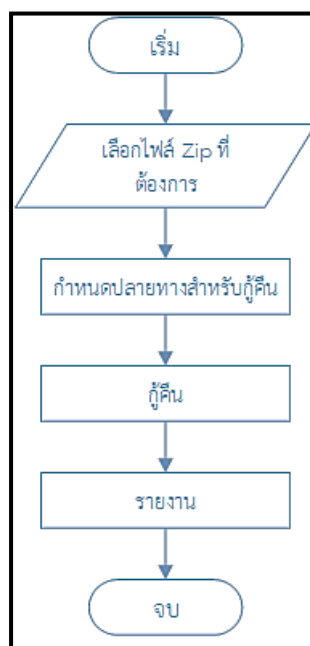 เริ่ม
เลือกไฟล์ Zip ที่
ต้องการ
กำหนดปลายทางสำหรับกู้คืน
กู้คืน
รายงาน
จบ